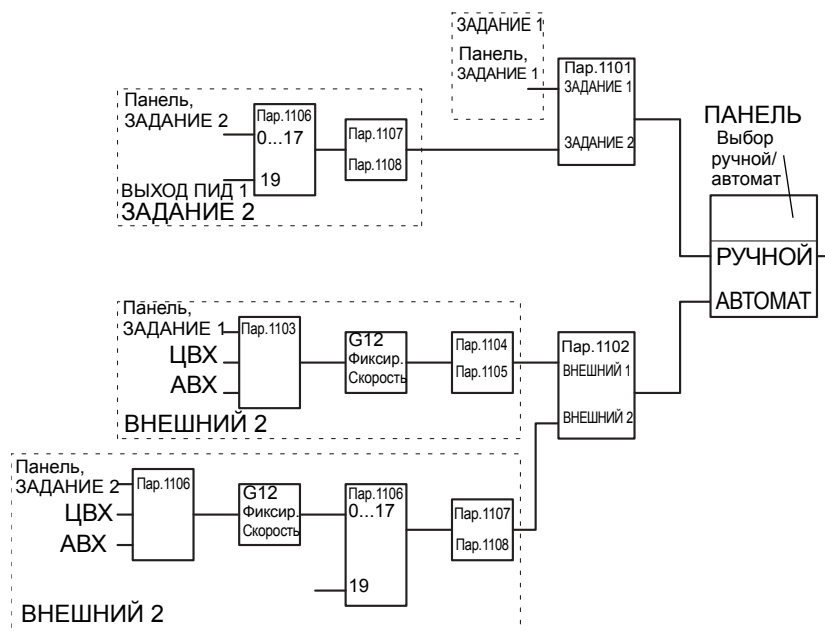 ЗАДАНИЕ 1
Панель,
ЗАДАНИЕ 1
Пар.1101
ЗАДАНИЕ 1
ЗАДАНИЕ 2
Панель,
ЗАДАНИЕ 2
ВЫХОД ПИД 1
Пар.1106
0...17
19
Пар.1107
Пар.1108
ЗАДАНИЕ 2
ПАНЕЛЬ
Выбор
ручной/
автомат
РУЧНОЙ
АВТОМАТ
Панель,
ЗАДАНИЕ 1
ЦВХ
АВХ
Пар.1103
G12
Фиксир.
Скорость
Пар.1104
Пар.1105
ВНЕШНИЙ 2
Пар.1102
ВНЕШНИЙ 1
ВНЕШНИЙ 2
Панель,
ЗАДАНИЕ 2
ЦВХ
АВХ
Пар.1106
G12
Фиксир.
Скорость
Пар.1106
0...17
19
Пар.1107
Пар.1108
ВНЕШНИЙ 2